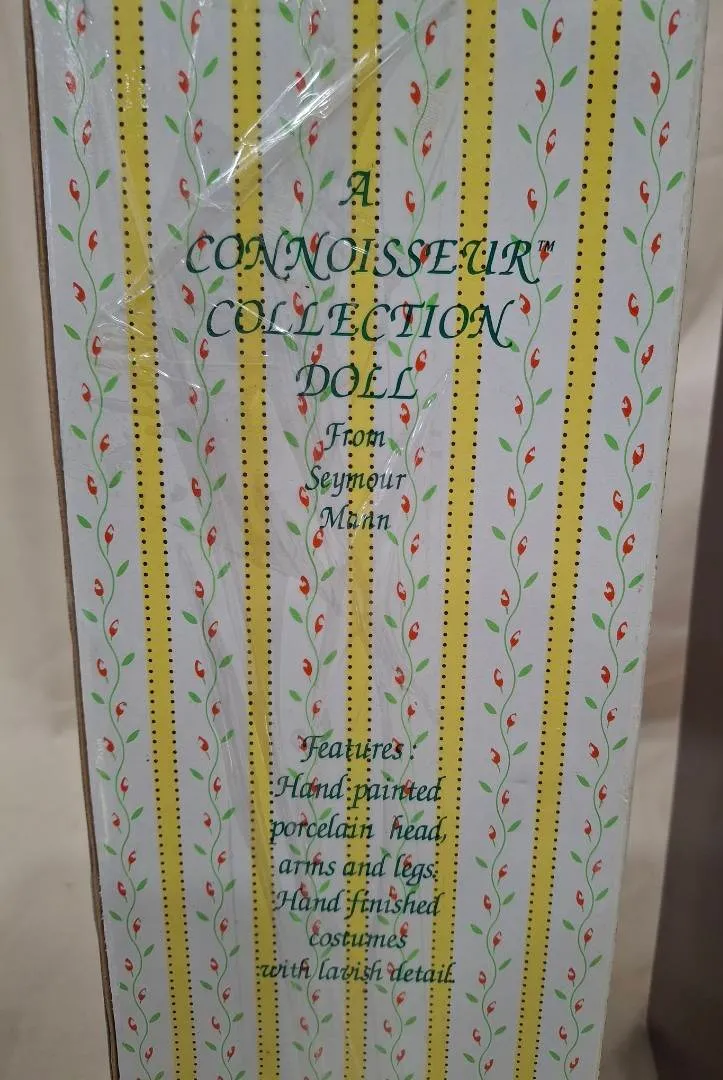 A
CONNOISSEUR™
COLLECTION
DOLL
From
Seymour
Mann
Features:
Hand painted
porcelain head,
arms and legs.
Hand finished
costumes
with lavish detail.